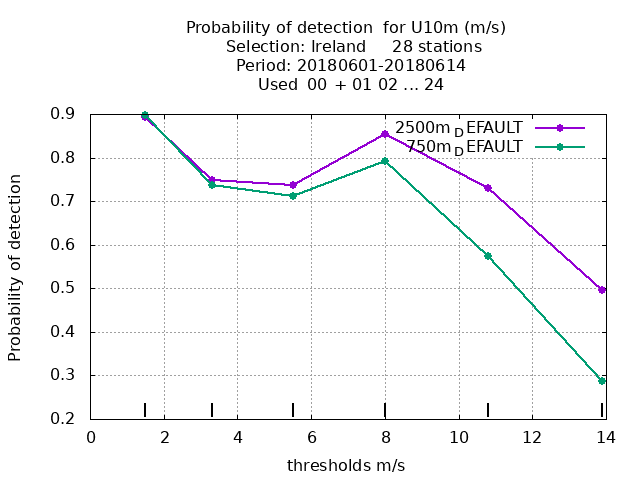 Probability of detection  for U10m (m/s)
Selection: Ireland     28 stations
Period: 20180601-20180614
Used  00  + 01 02 ... 24
2500m_DEFAULT
750m_DEFAULT
Probability of detection
0.9
0.8
0.7
0.6
0.5
0.4
0.3
0.2
0 2 4 6 8 10 12 14
thresholds m/s